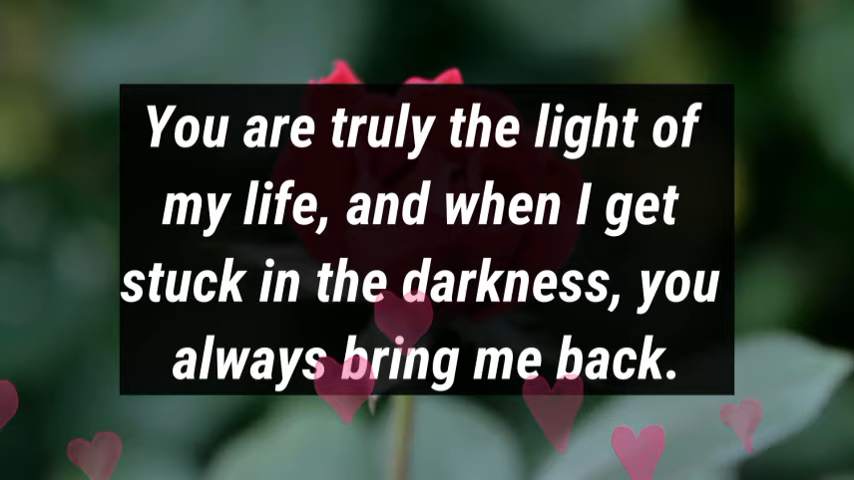 You are truly the light of
my life, and when I get
stuck in the darkness, you
always bring me back.